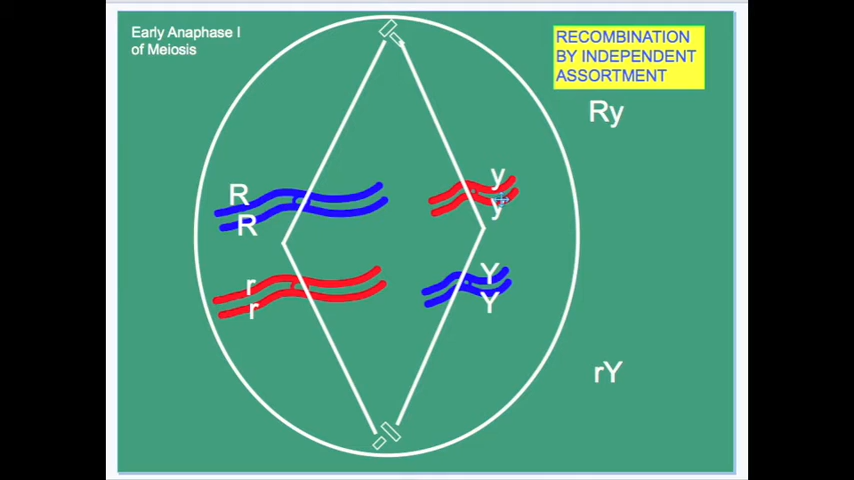 Early Anaphase I
of Meiosis
RECOMBINATION
BY INDEPENDENT
ASSORTMENT
Ry
R
R
y
y
r
r
Y
Y
rY